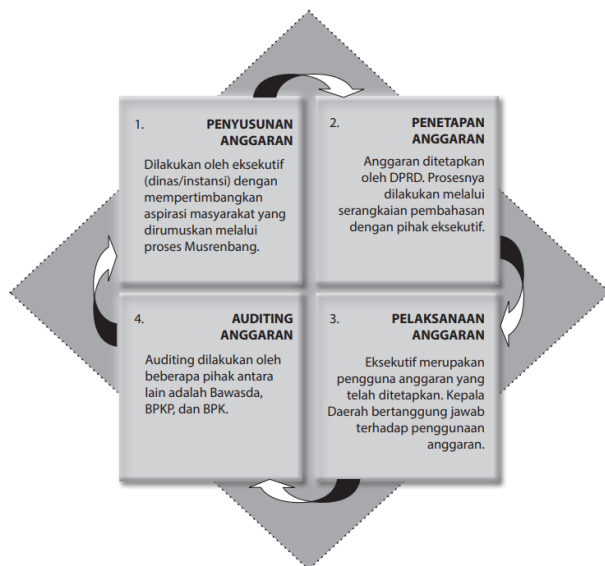 1. PENYUSUNAN
ANGGARAN
Dilakukan oleh eksekutif
(dinas/instansi) dengan
mempertimbangkan
aspirasi masyarakat yang
dirumuskan melalui
proses Musrenbang.
2. PENETAPAN
ANGGARAN
Anggaran ditetapkan
oleh DPRD. Prosesnya
dilakukan melalui
serangkaian pembahasan
dengan pihak eksekutif.
3. PELAKSANAAN
ANGGARAN
Eksekutif merupakan
pengguna anggaran yang
telah ditetapkan. Kepala
Daerah bertanggung jawab
terhadap penggunaan
anggaran.
4. AUDITING
ANGGARAN
Auditing dilakukan oleh
beberapa pihak antara
lain adalah Bawasda,
BPKP, dan BPK.